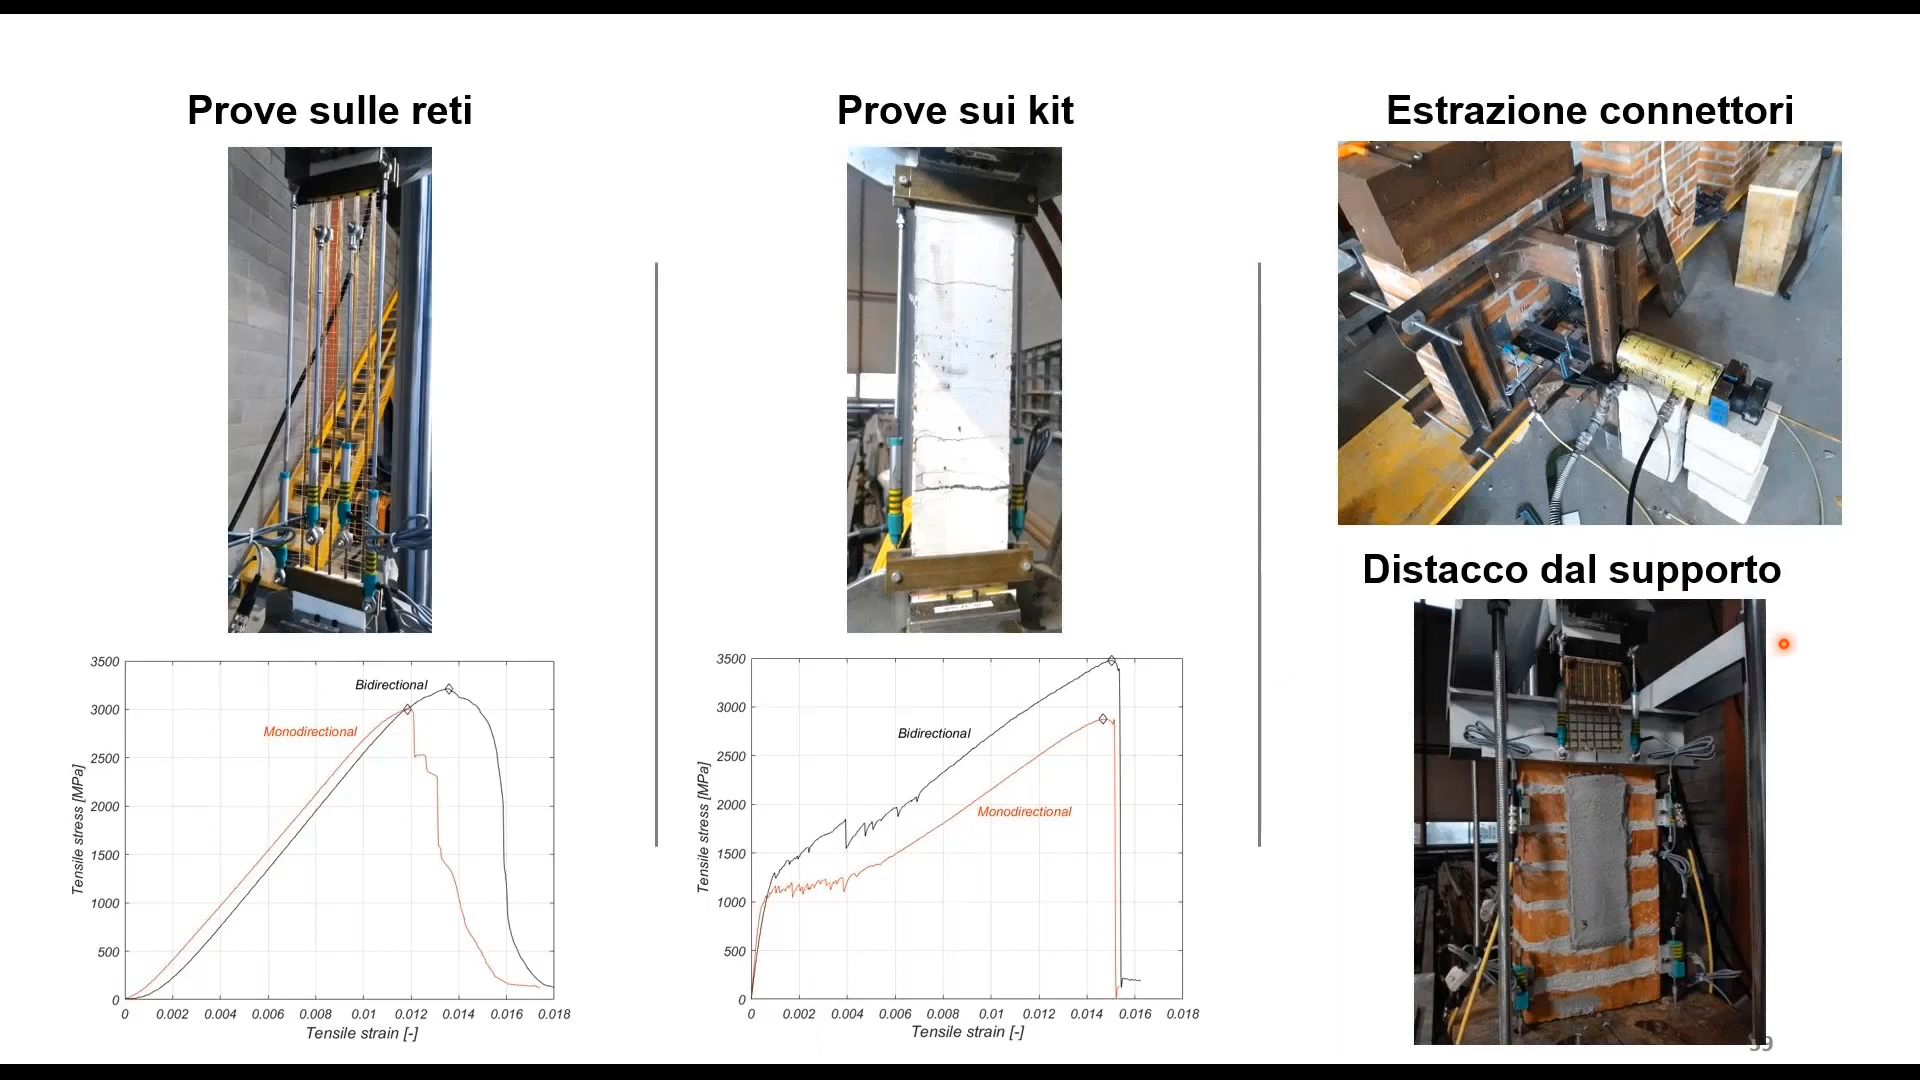 Prove sulle reti
Prove sui kit
Estrazione connettori
Distacco dal supporto
3500
3000
2500
2000
1500
1000
500
0
Tensile stress [MPa]
Bidirectional
Monodirectional
0 0.002 0.004 0.006 0.008 0.01 0.012 0.014 0.016 0.018
Tensile strain [-]
3500
3000
2500
2000
1500
1000
500
0
Tensile stress [MPa]
Bidirectional
Monodirectional
0 0.002 0.004 0.006 0.008 0.01 0.012 0.014 0.016 0.018
Tensile strain [-]